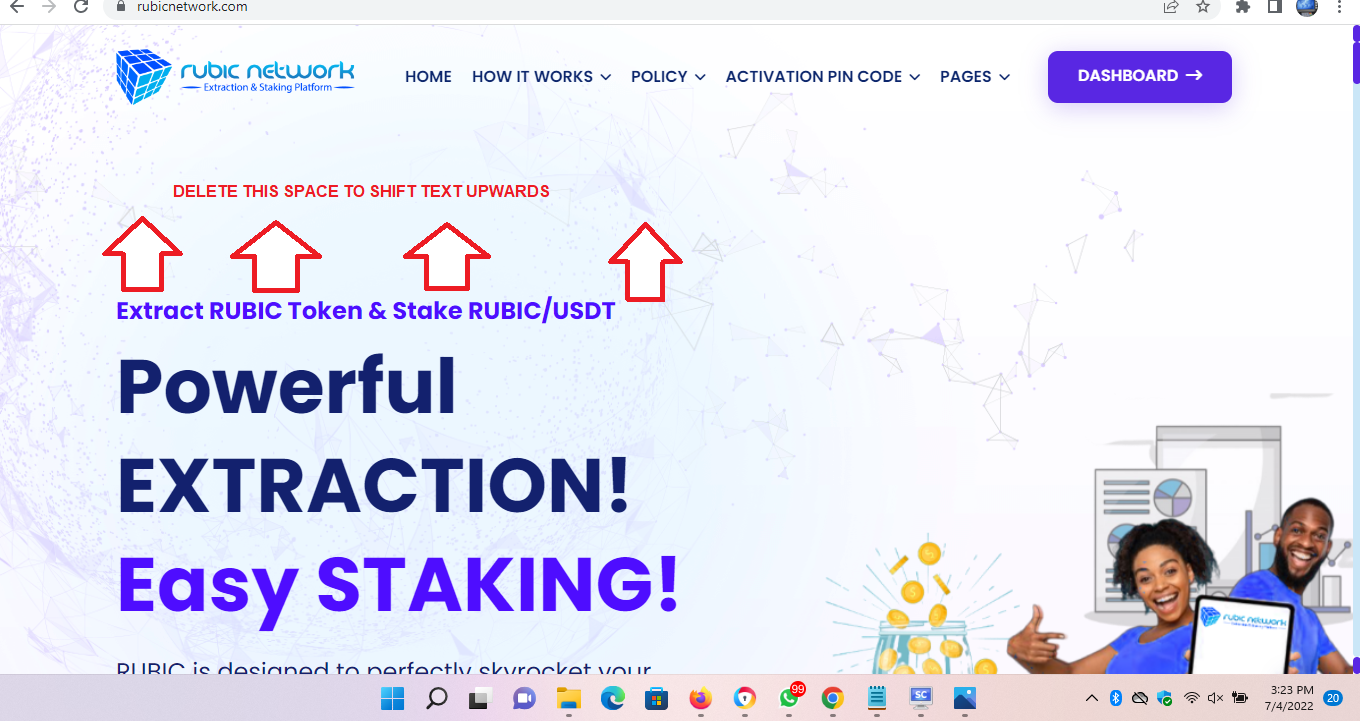 rubicnetwork.com
rubic network
Extraction & Staking Platform
HOME HOW IT WORKS POLICY ACTIVATION PIN CODE PAGES
DASHBOARD →
DELETE THIS SPACE TO SHIFT TEXT UPWARDS
Extract RUBIC Token & Stake RUBIC/USDT
Powerful
EXTRACTION!
Easy STAKING!
RUBIC is designed to perfectly skyrocket your
rubic network
99
SC
3:23 PM
7/4/2022
20